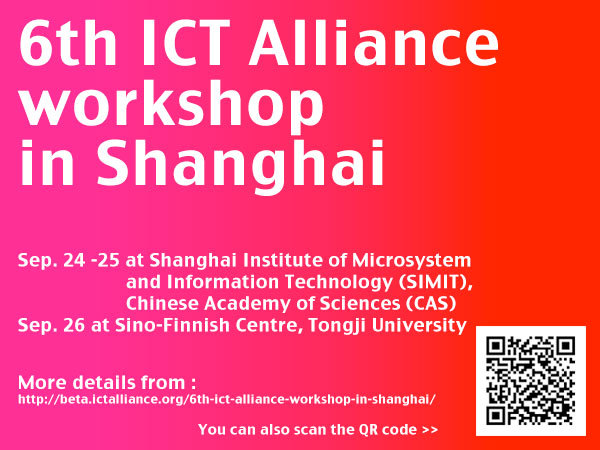 6th ICT Alliance
workshop
in Shanghai
Sep. 24 -25 at Shanghai Institute of Microsystem
and Information Technology (SIMIT),
Chinese Academy of Sciences (CAS)
Sep. 26 at Sino-Finnish Centre, Tongji University
More details from :
http://beta.ictalliance.org/6th-ict-alliance-workshop-in-shanghai/
You can also scan the QR code >>